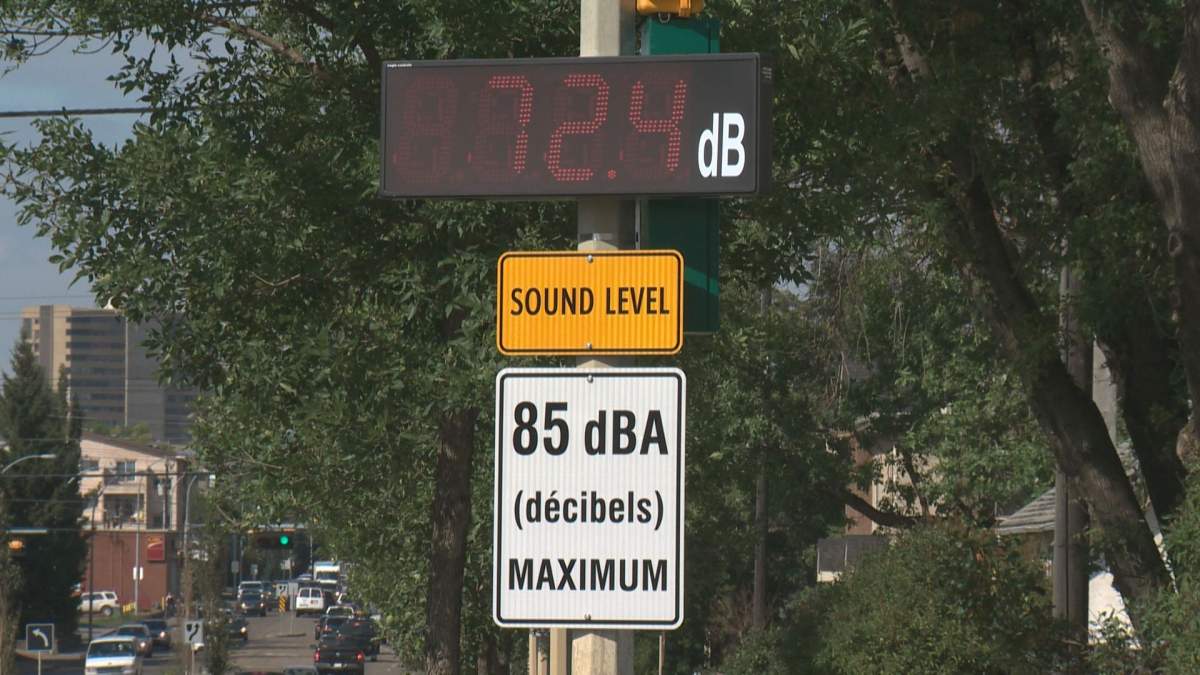 72.4 dB
SOUND LEVEL
85 dBA
(décibels)
MAXIMUM